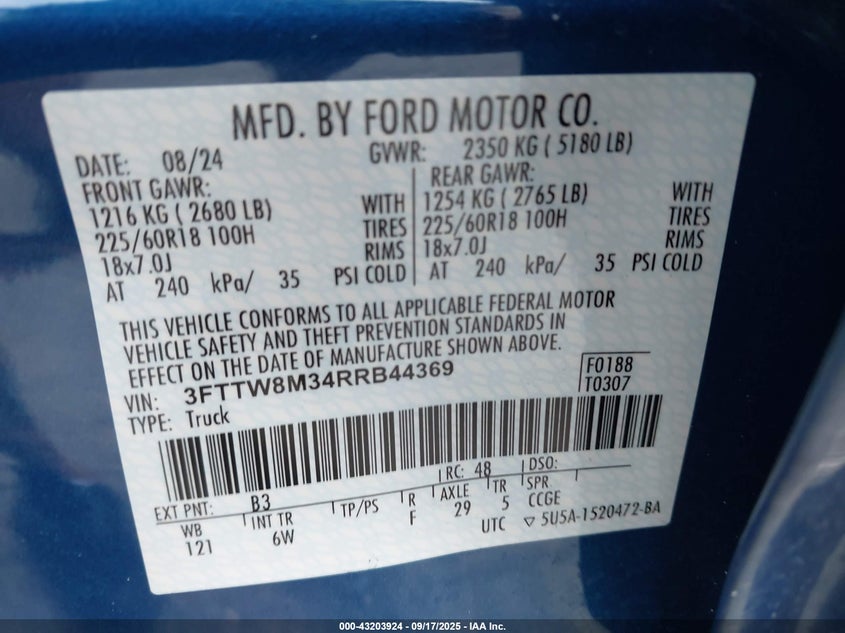 MFD. BY FORD MOTOR CO.
DATE: 08/24 GVWR: 2350 KG ( 5180 LB)
FRONT GAWR: REAR GAWR:
1216 KG ( 2680 LB) WITH 1254 KG ( 2765 LB) WITH
225/60R18 100H TIRES 225/60R18 100H TIRES
18x7.0J RIMS 18x7.0J RIMS
AT 240 kPa/ 35 PSI COLD AT 240 kPa/ 35 PSI COLD
THIS VEHICLE CONFORMS TO ALL APPLICABLE FEDERAL MOTOR
VEHICLE SAFETY AND THEFT PREVENTION STANDARDS IN
EFFECT ON THE DATE OF MANUFACTURE SHOWN ABOVE.
VIN: 3FTTW8M34RRB44369 F0188
TYPE: Truck T0307
EXT PNT: B3 RC: 48 DSO:
WB INT TR TP/PS R AXLE TR SPR
121 6W F 29 5 CCGE
UTC ▽ 5U5A-1520472-BA
000-43203924 - 09/17/2025 - IAA Inc.